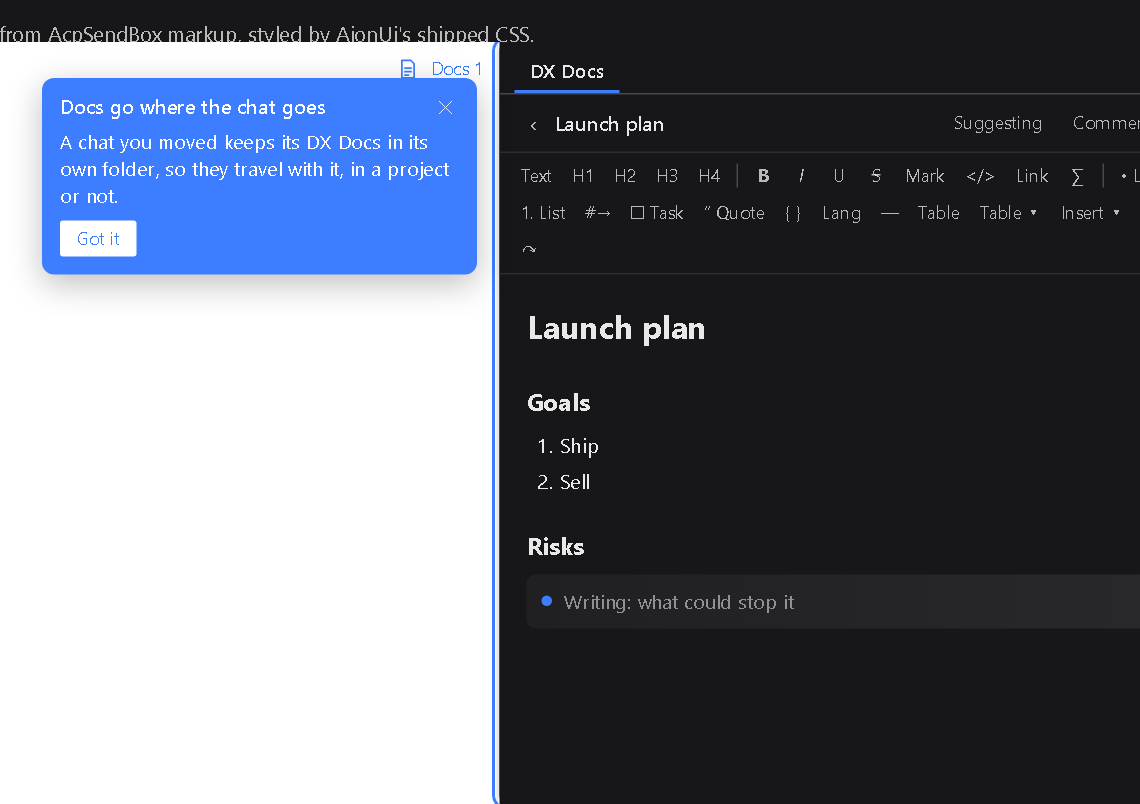 from AcpSendBox markup, styled by AionUi's shipped CSS.
Docs 1
Docs go where the chat goes
A chat you moved keeps its DX Docs in its
own folder, so they travel with it, in a project
or not.
Got it
DX Docs
‹ Launch plan Suggesting
Text H1 H2 H3 H4 B I U S Mark </> Link ∑ •
1. List #→ ☐ Task “ Quote { } Lang — Table Table ▾ Insert ▾
↷
Launch plan
Goals
1. Ship
2. Sell
Risks
Writing: what could stop it